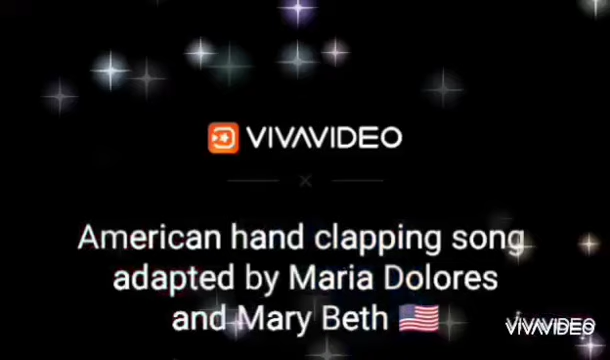 VIVAVIDEO
American hand clapping song
adapted by Maria Dolores
and Mary Beth 🇺🇸
VIVAVIDEO